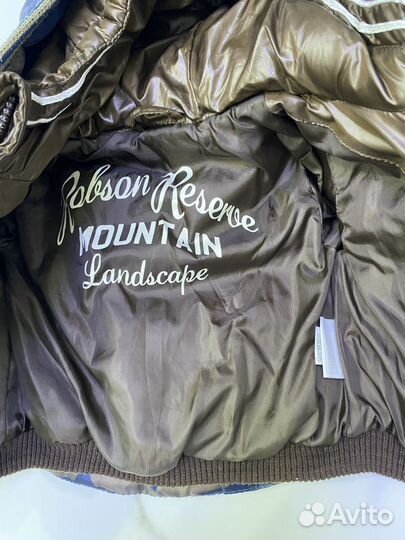 Robson Reserve
MOUNTAIN
Landscape
Avito